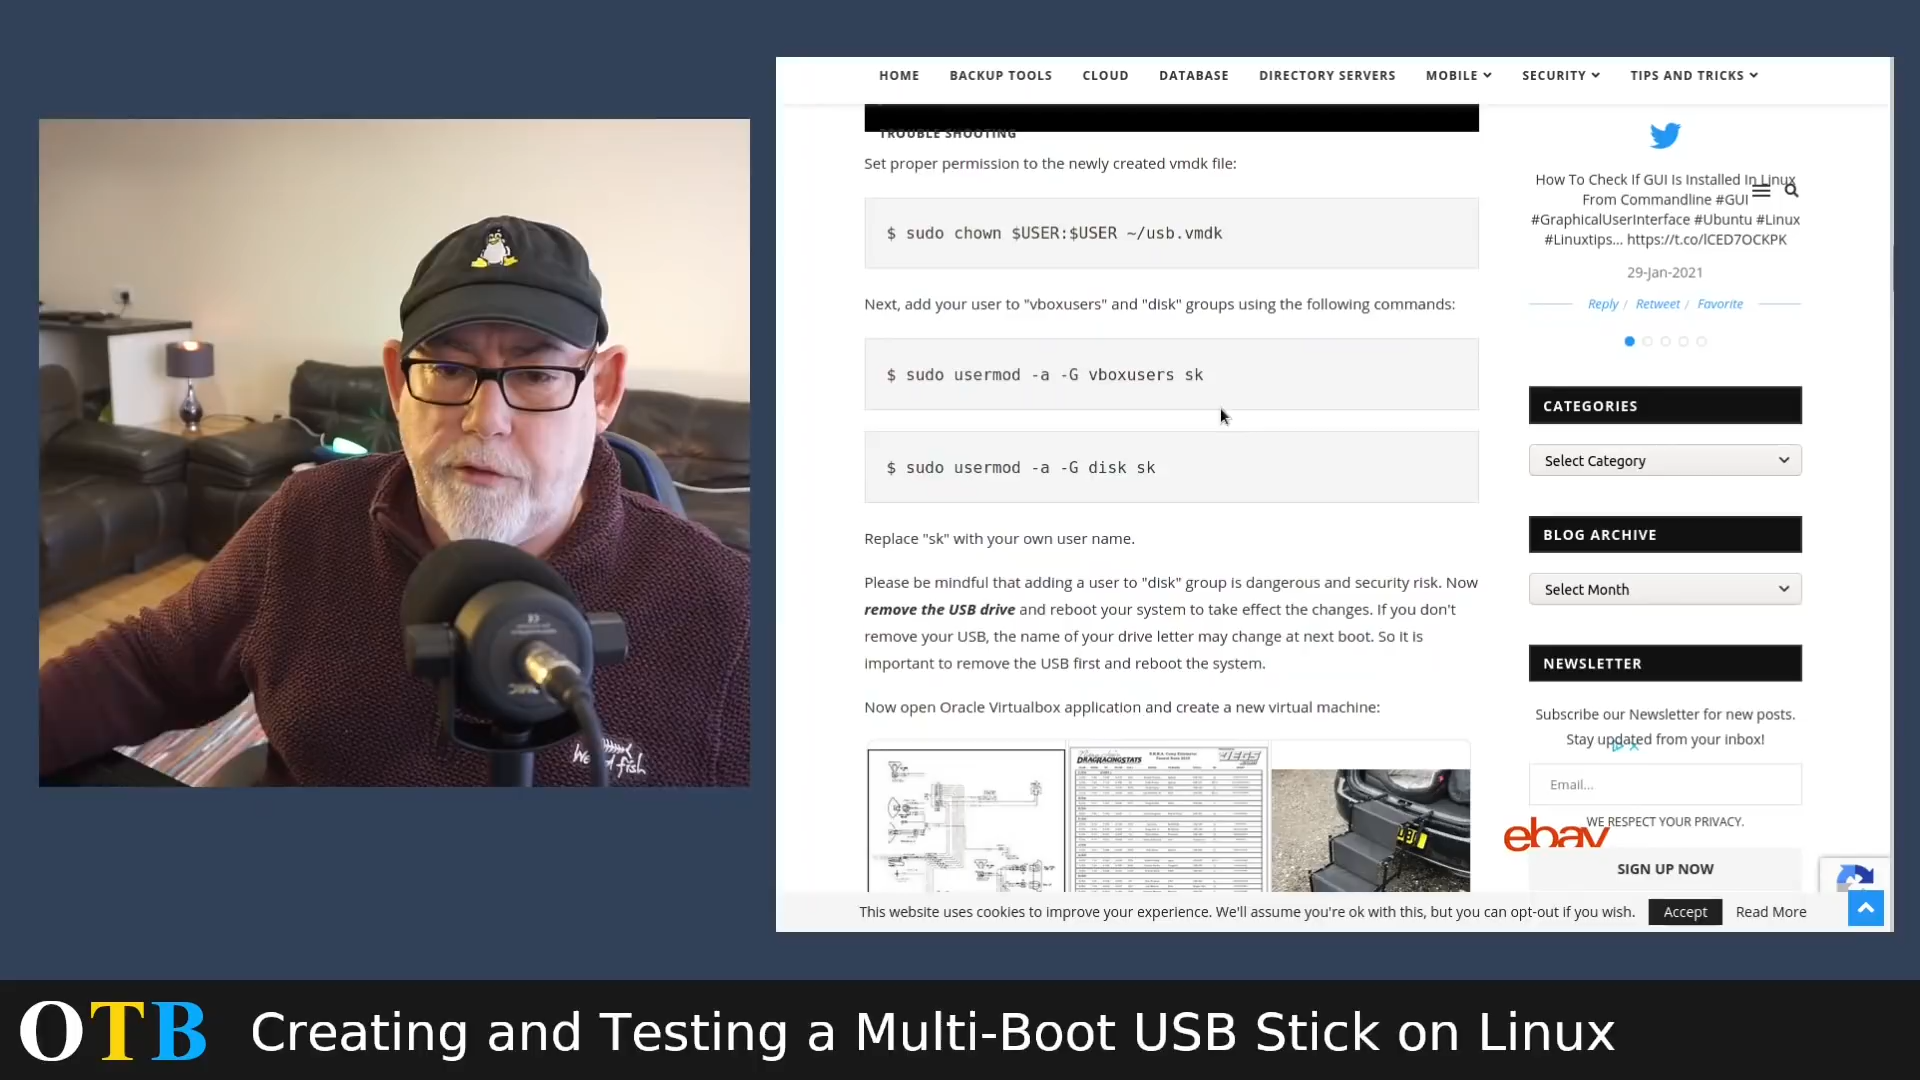 HOME BACKUP TOOLS CLOUD DATABASE DIRECTORY SERVERS MOBILE SECURITY TIPS AND TRICKS
TROUBLE SHOOTING
Set proper permission to the newly created vmdk file:
$ sudo chown $USER:$USER ~/usb.vmdk
Next, add your user to "vboxusers" and "disk" groups using the following commands:
$ sudo usermod -a -G vboxusers sk
$ sudo usermod -a -G disk sk
Replace "sk" with your own user name.
Please be mindful that adding a user to "disk" group is dangerous and security risk. Now
remove the USB drive and reboot your system to take effect the changes. If you don't
remove your USB, the name of your drive letter may change at next boot. So it is
important to remove the USB first and reboot the system.
Now open Oracle Virtualbox application and create a new virtual machine:
DRAGRACINGSTATS
JEGS
How To Check If GUI Is Installed In Linux
From Commandline #GUI
#GraphicalUserInterface #Ubuntu #Linux
#Linuxtips... https://t.co/lCED7OCKPK
29-Jan-2021
Reply / Retweet / Favorite
CATEGORIES
Select Category
BLOG ARCHIVE
Select Month
NEWSLETTER
Subscribe our Newsletter for new posts.
Stay updated from your inbox!
Email...
WE RESPECT YOUR PRIVACY.
ebay
SIGN UP NOW
This website uses cookies to improve your experience. We'll assume you're ok with this, but you can opt-out if you wish. Accept Read More
OTB Creating and Testing a Multi-Boot USB Stick on Linux